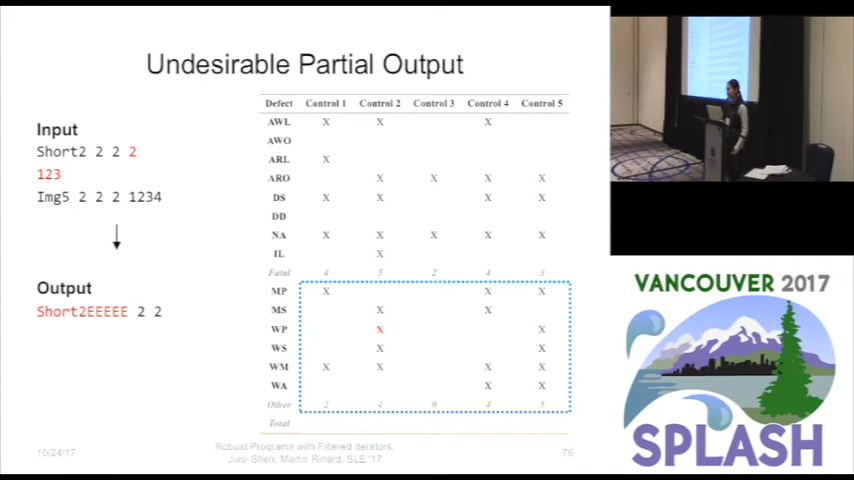 Undesirable Partial Output
Input
Short2 2 2 2
123
Img5 2 2 2 1234
Output
Short2EEEEE 2 2
Defect Control 1 Control 2 Control 3 Control 4 Control 5
AWL X X X
AWO
ARL X
ARO X X X X
DS X X X X
DD
NA X X X X X
IL X
Fatal 4 5 2 4 3
MP X X X
MS X X
WP X X
WS X X
WM X X X X
WA X X
Other 2 4 0 4 5
Total
10/24/17
Robust Programs with Filtered Iterators,
Jiasi Shen, Martin Rinard, SLE '17
76
VANCOUVER 2017
SPLASH